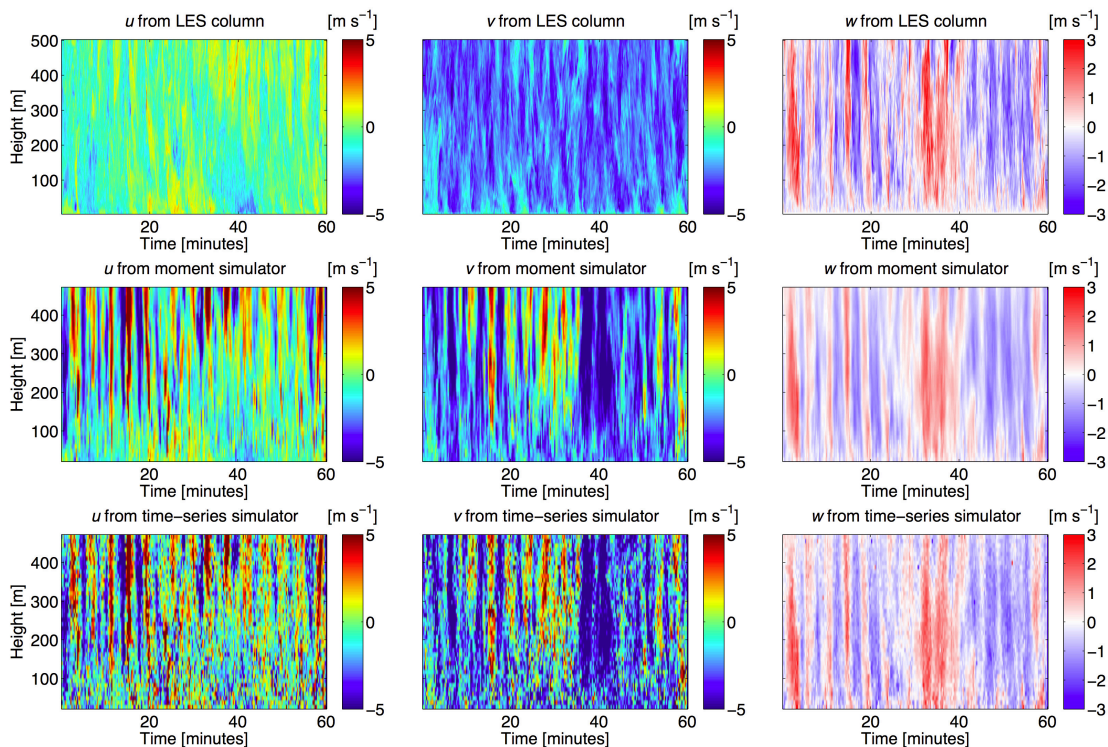 u from LES column [m s−1]
v from LES column [m s−1]
w from LES column [m s−1]
500 5 5 3
400 2
300 0 0 1
Height [m] 0
200 −1
100 −2
−5 −5 −3
20 40 60 20 40 60 20 40 60
Time [minutes] Time [minutes] Time [minutes]
u from moment simulator [m s−1]
v from moment simulator [m s−1]
w from moment simulator [m s−1]
5 5 3
400 2
300 0 0 1
Height [m] 0
200 −1
100 −2
−5 −5 −3
20 40 60 20 40 60 20 40 60
Time [minutes] Time [minutes] Time [minutes]
u from time−series simulator [m s−1]
v from time−series simulator [m s−1]
w from time−series simulator [m s−1]
5 5 3
400 2
300 0 0 1
Height [m] 0
200 −1
100 −2
−5 −5 −3
20 40 60 20 40 60 20 40 60
Time [minutes] Time [minutes] Time [minutes]